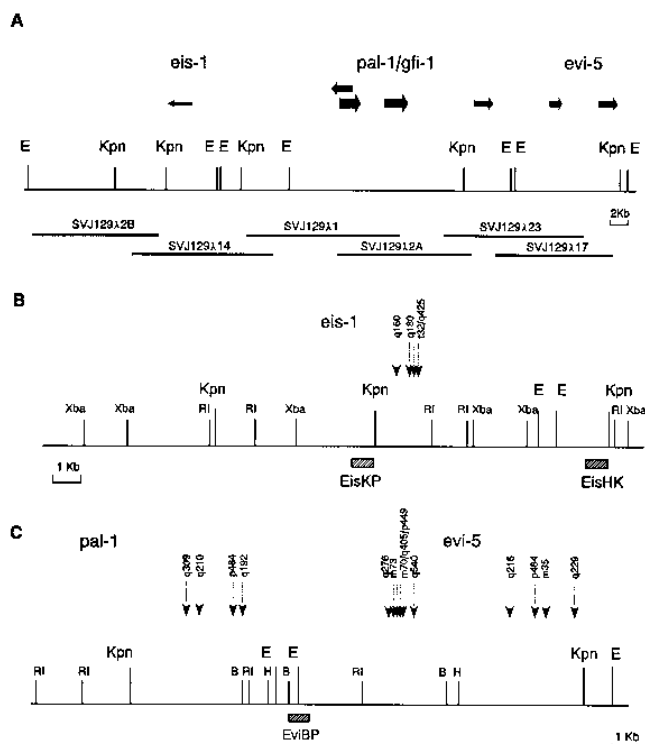 A
eis-1 pal-1/gfi-1 evi-5
E Kpn Kpn E E Kpn E Kpn E E Kpn E
2Kb
SVJ129λ2B SVJ129λ1 SVJ129λ23
SVJ129λ14 SVJ129λ2A SVJ129λ17
B
eis-1
q160 q180 t32/q425
Kpn Kpn E E Kpn
Xba Xba RI RI Xba RI RI Xba Xba RI Xba
1 Kb
EisKP EisHK
C
pal-1 evi-5
q309 q210 p484 q192 q276 m73 m70/q405/p449 q540 q215 p464 m35 q229
Kpn E E Kpn E
RI RI B RI H B RI B H
EviBP
1 Kb